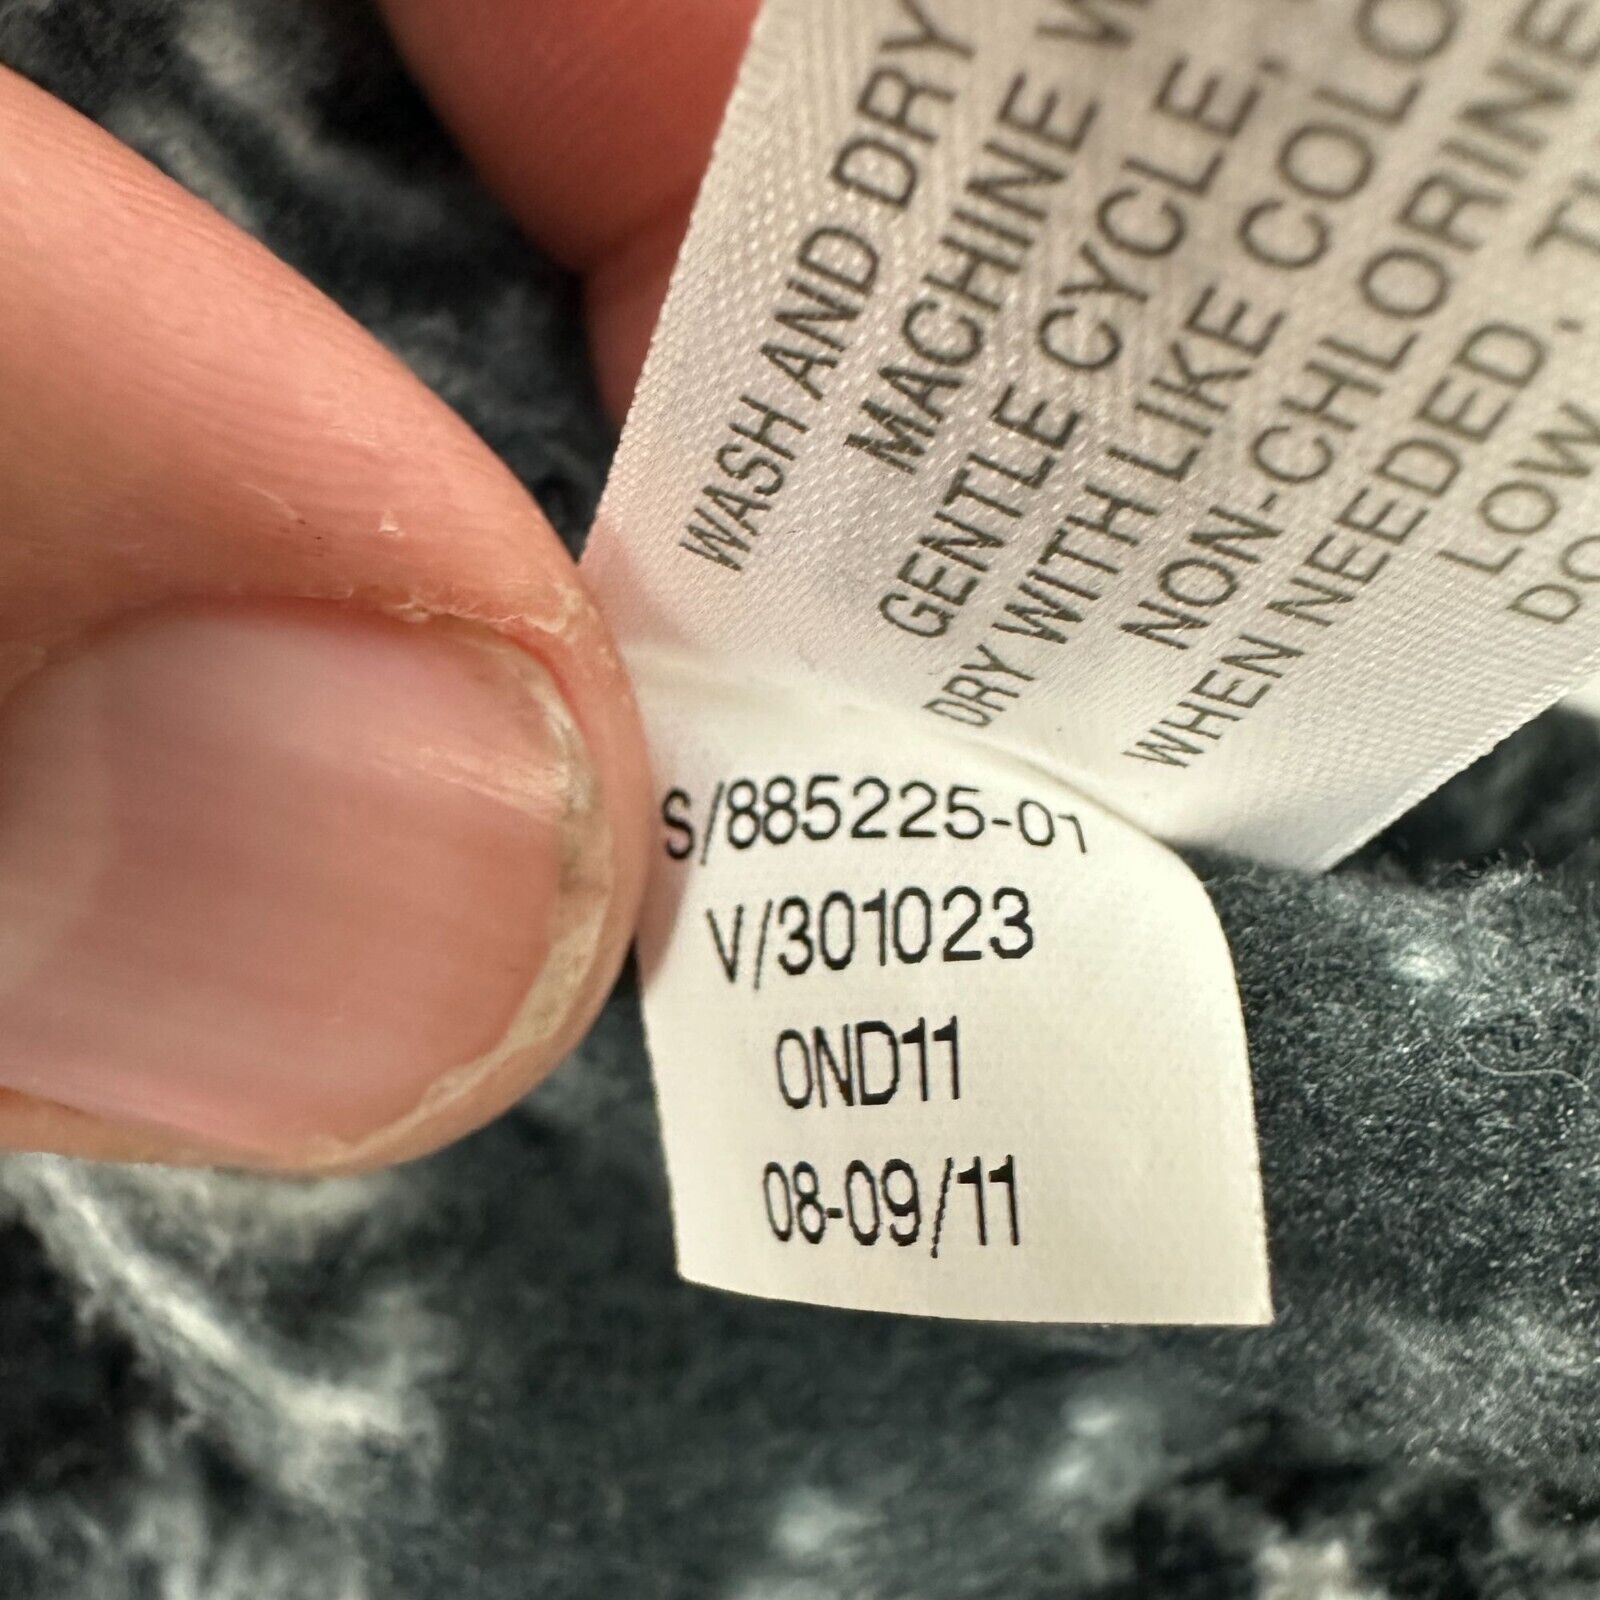 WASH AND DRY
MACHINE
GENTLE CYCLE,
DRY WITH LIKE
NON-CHLORINE
WHEN NEEDED.
LOW
S/885225-01
V/301023
OND11
08-09/11